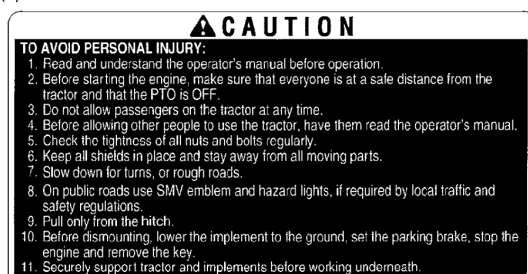 CAUTION
TO AVOID PERSONAL INJURY:
1. Read and understand the operator's manual before operation.
2. Before starting the engine, make sure that everyone is at a safe distance from the
tractor and that the PTO is OFF.
3. Do not allow passengers on the tractor at any time.
4. Before allowing other people to use the tractor, have them read the operator's manual.
5. Check the tightness of all nuts and bolts regularly.
6. Keep all shields in place and stay away from all moving parts.
7. Slow down for turns, or rough roads.
8. On public roads use SMV emblem and hazard lights, if required by local traffic and
safety regulations.
9. Pull only from the hitch.
10. Before dismounting, lower the implement to the ground, set the parking brake, stop the
engine and remove the key.
11. Securely support tractor and implements before working underneath.